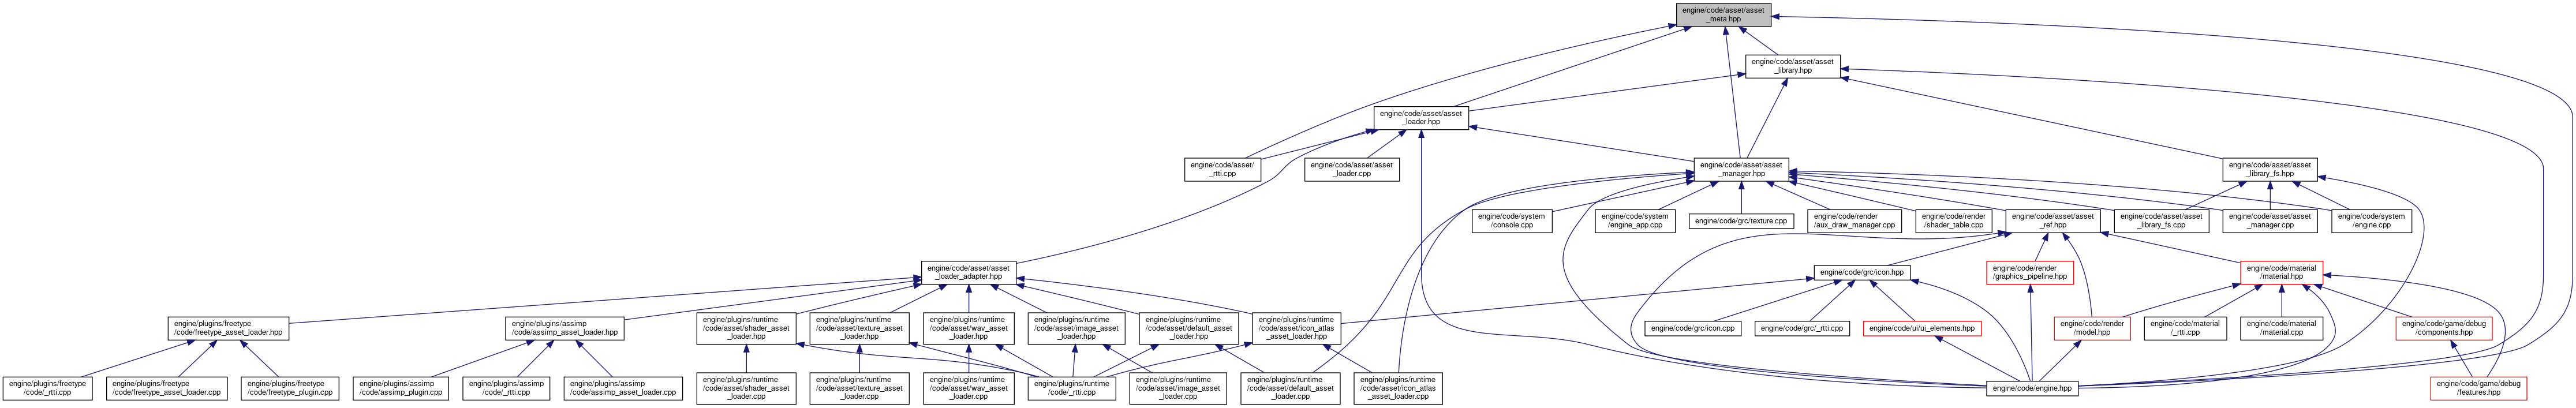 engine/code/asset/asset
_meta.hpp
engine/code/asset/asset
_library.hpp
engine/code/asset/asset
_loader.hpp
engine/code/asset/
_rtti.cpp
engine/code/asset/asset
_loader.cpp
engine/code/asset/asset
_manager.hpp
engine/code/asset/asset
_library_fs.hpp
engine/code/system
/console.cpp
engine/code/system
/engine_app.cpp
engine/code/grc/texture.cpp
engine/code/render
/aux_draw_manager.cpp
engine/code/render
/shader_table.cpp
engine/code/asset/asset
_ref.hpp
engine/code/asset/asset
_library_fs.cpp
engine/code/asset/asset
_manager.cpp
engine/code/system
/engine.cpp
engine/code/asset/asset
_loader_adapter.hpp
engine/code/grc/icon.hpp
engine/code/render
/graphics_pipeline.hpp
engine/code/material
/material.hpp
engine/plugins/freetype
/code/freetype_asset_loader.hpp
engine/plugins/assimp
/code/assimp_asset_loader.hpp
engine/plugins/runtime
/code/asset/shader_asset
_loader.hpp
engine/plugins/runtime
/code/asset/texture_asset
_loader.hpp
engine/plugins/runtime
/code/asset/wav_asset
_loader.hpp
engine/plugins/runtime
/code/asset/image_asset
_loader.hpp
engine/plugins/runtime
/code/asset/default_asset
_loader.hpp
engine/plugins/runtime
/code/asset/icon_atlas
_asset_loader.hpp
engine/code/grc/icon.cpp
engine/code/grc/_rtti.cpp
engine/code/ui/ui_elements.hpp
engine/code/render
/model.hpp
engine/code/material
/_rtti.cpp
engine/code/material
/material.cpp
engine/code/game/debug
/components.hpp
engine/plugins/freetype
/code/_rtti.cpp
engine/plugins/freetype
/code/freetype_asset_loader.cpp
engine/plugins/freetype
/code/freetype_plugin.cpp
engine/plugins/assimp
/code/assimp_plugin.cpp
engine/plugins/assimp
/code/_rtti.cpp
engine/plugins/assimp
/code/assimp_asset_loader.cpp
engine/plugins/runtime
/code/asset/shader_asset
_loader.cpp
engine/plugins/runtime
/code/asset/texture_asset
_loader.cpp
engine/plugins/runtime
/code/asset/wav_asset
_loader.cpp
engine/plugins/runtime
/code/_rtti.cpp
engine/plugins/runtime
/code/asset/image_asset
_loader.cpp
engine/plugins/runtime
/code/asset/default_asset
_loader.cpp
engine/plugins/runtime
/code/asset/icon_atlas
_asset_loader.cpp
engine/code/engine.hpp
engine/code/game/debug
/features.hpp